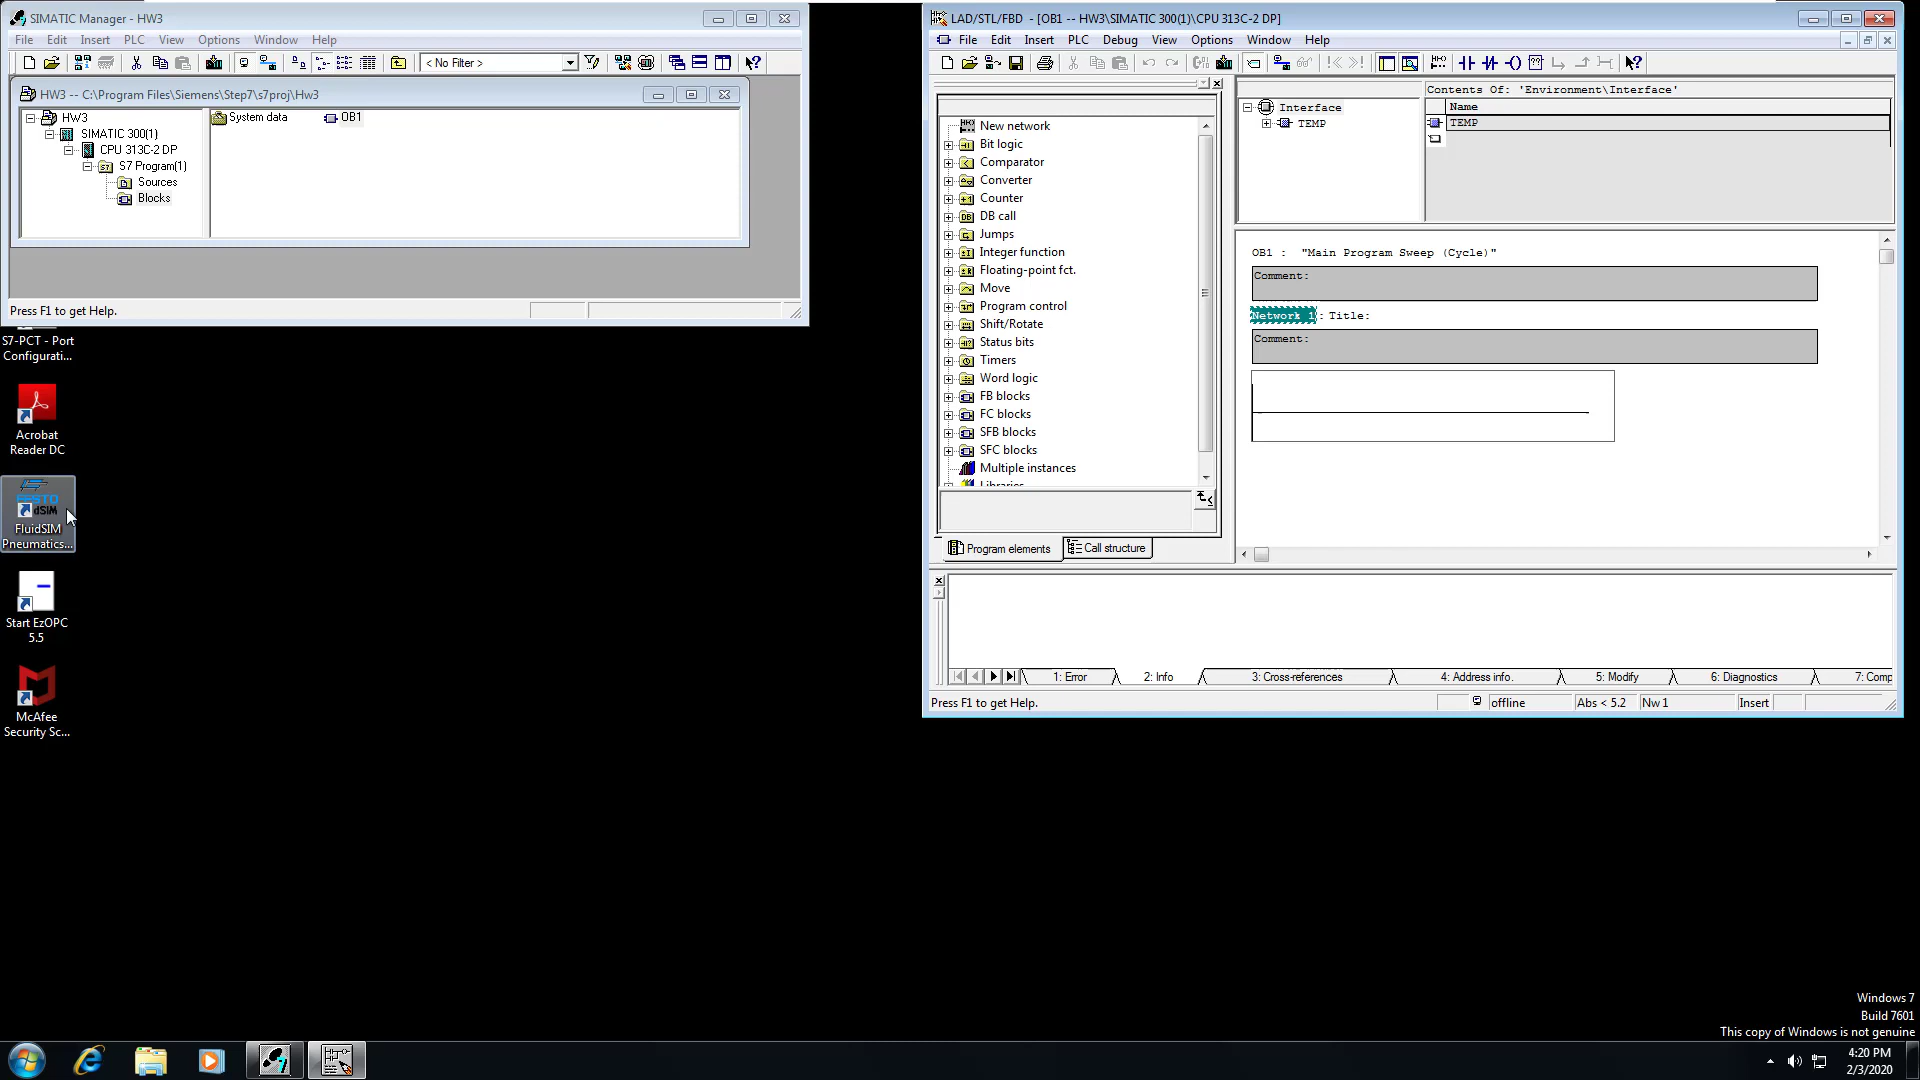 SIMATIC Manager - HW3
File Edit Insert PLC View Options Window Help
< No Filter >
HW3 -- C:\Program Files\Siemens\Step7\s7proj\Hw3
HW3
SIMATIC 300(1)
CPU 313C-2 DP
S7 Program(1)
Sources
Blocks
System data
OB1
Press F1 to get Help.
S7-PCT - Port
Configurati...
Acrobat
Reader DC
FluidSIM
Pneumatics...
Start EzOPC
5.5
McAfee
Security Sc...
LAD/STL/FBD - [OB1 -- HW3\SIMATIC 300(1)\CPU 313C-2 DP]
File Edit Insert PLC Debug View Options Window Help
New network
Bit logic
Comparator
Converter
Counter
DB call
Jumps
Integer function
Floating-point fct.
Move
Program control
Shift/Rotate
Status bits
Timers
Word logic
FB blocks
FC blocks
SFB blocks
SFC blocks
Multiple instances
Libraries
Program elements
Call structure
Interface
TEMP
Contents Of: 'Environment\Interface'
Name
TEMP
OB1 : "Main Program Sweep (Cycle)"
Comment:
Network 1: Title:
Comment:
1: Error 2: Info 3: Cross-references 4: Address info. 5: Modify 6: Diagnostics 7: Comp
Press F1 to get Help.
offline Abs < 5.2 Nw 1 Insert
Windows 7
Build 7601
This copy of Windows is not genuine
4:20 PM
2/3/2020